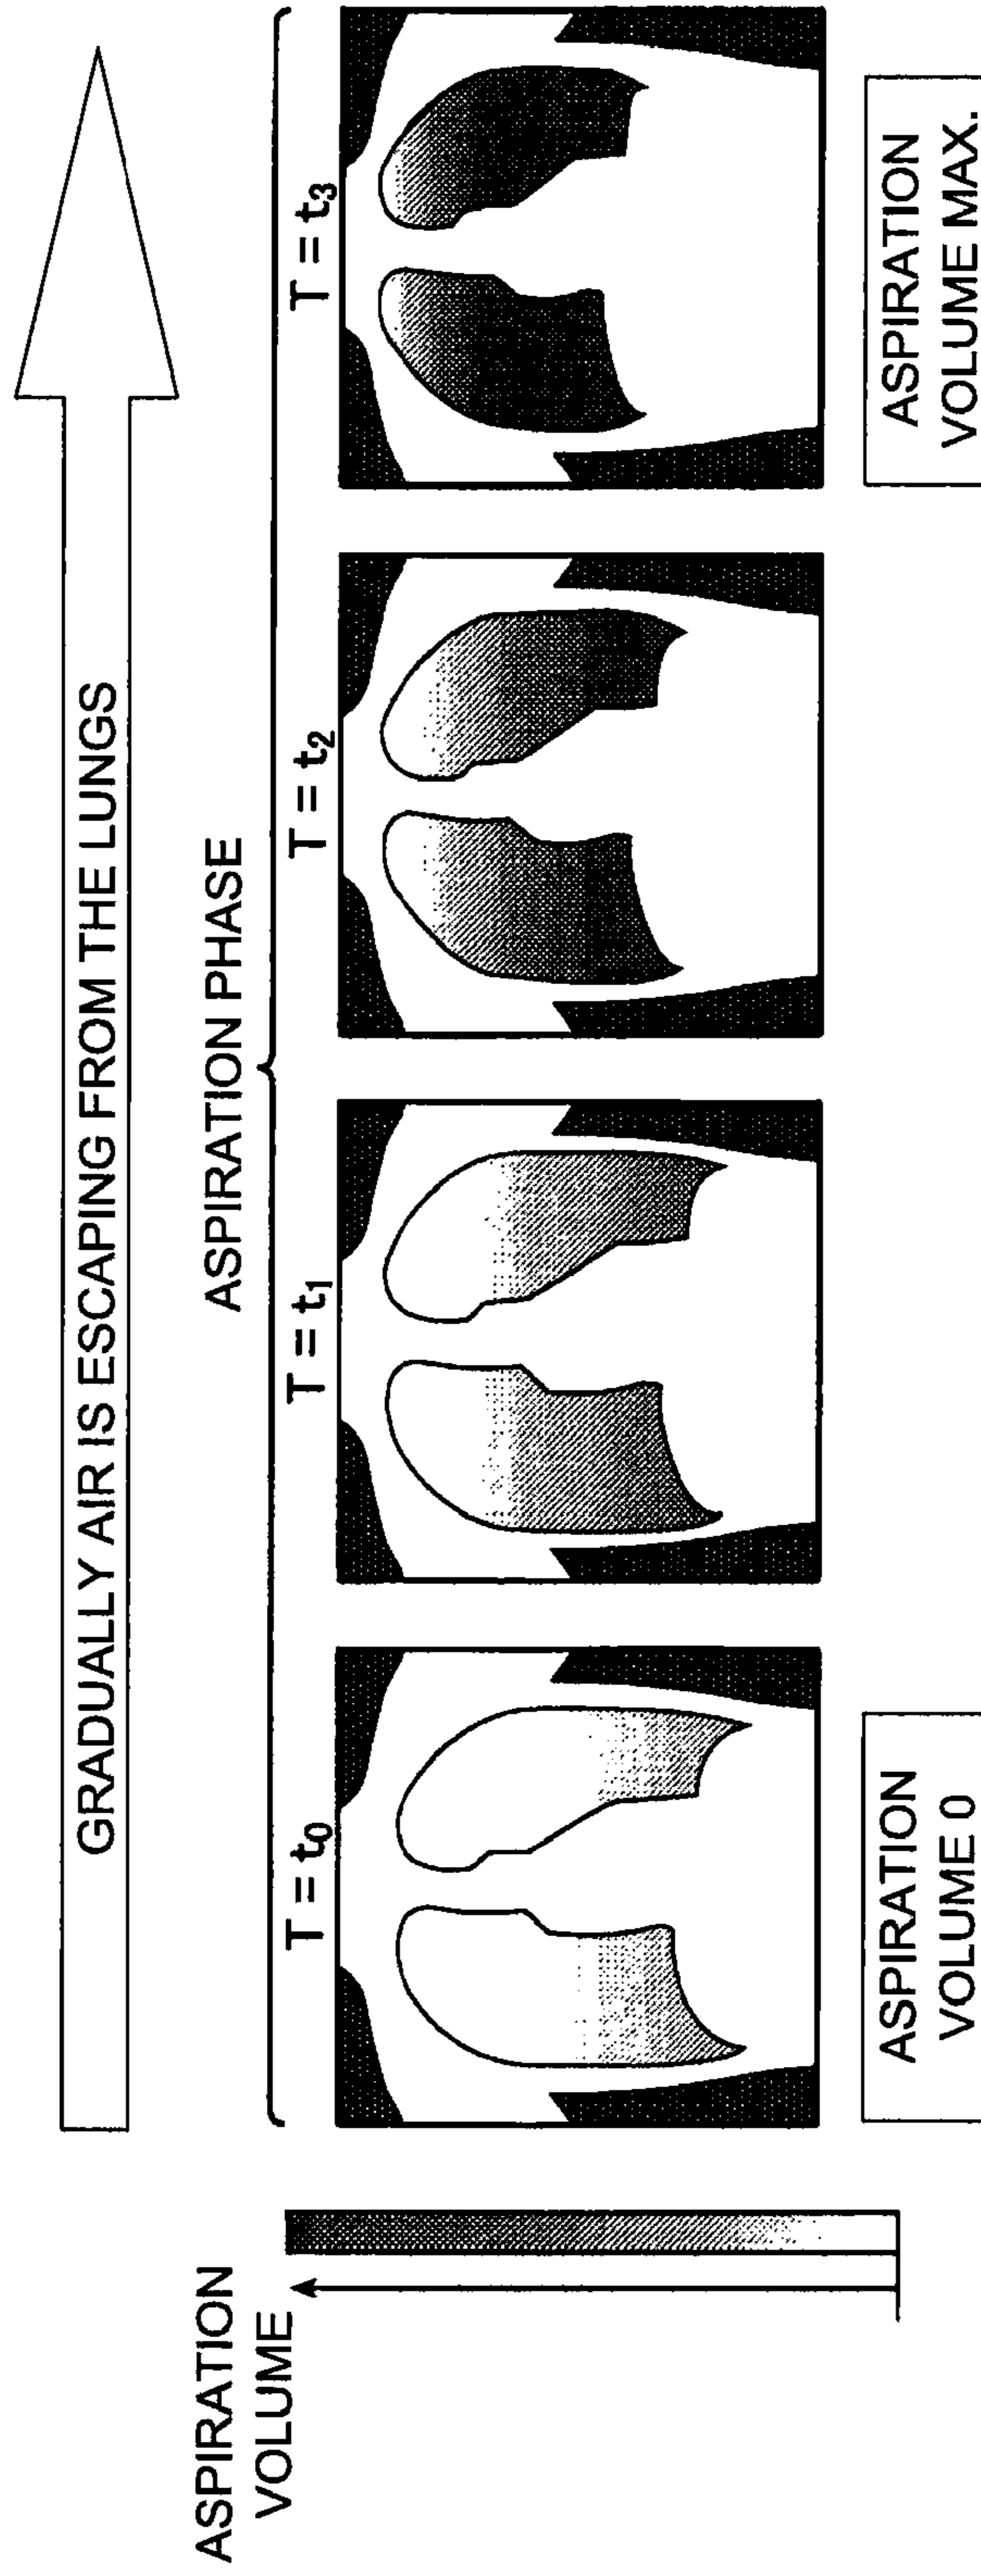 GRADUALLY AIR IS ESCAPING FROM THE LUNGS
ASPIRATION PHASE
ASPIRATION
VOLUME
T = t0
T = t1
T = t2
T = t3
ASPIRATION
VOLUME 0
ASPIRATION
VOLUME MAX.